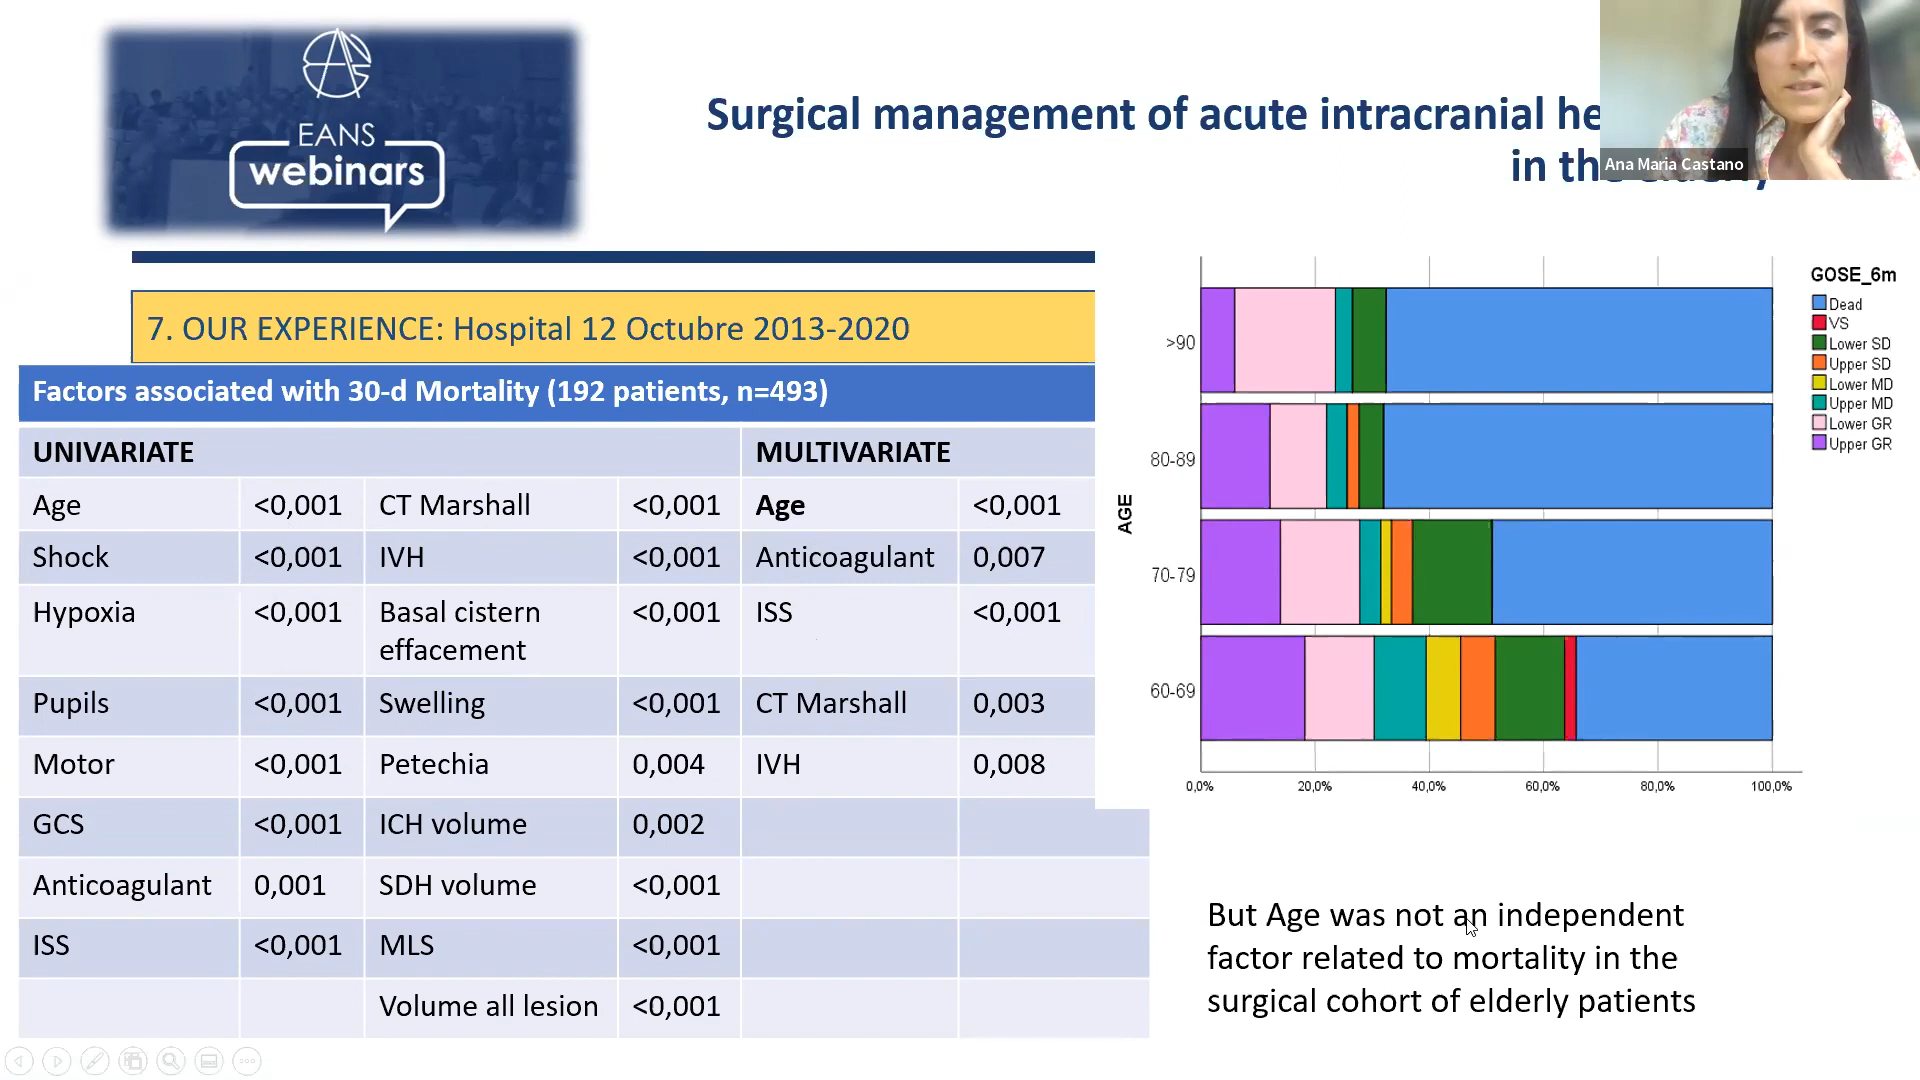 EANS
webinars
Surgical management of acute intracranial he
in the
Ana Maria Castano
7. OUR EXPERIENCE: Hospital 12 Octubre 2013-2020
Factors associated with 30-d Mortality (192 patients, n=493)
UNIVARIATE MULTIVARIATE
Age <0,001 CT Marshall <0,001 Age <0,001
Shock <0,001 IVH <0,001 Anticoagulant 0,007
Hypoxia <0,001 Basal cistern <0,001 ISS <0,001
effacement
Pupils <0,001 Swelling <0,001 CT Marshall 0,003
Motor <0,001 Petechia 0,004 IVH 0,008
GCS <0,001 ICH volume 0,002
Anticoagulant 0,001 SDH volume <0,001
ISS <0,001 MLS <0,001
Volume all lesion <0,001
GOSE_6m
Dead
VS
Lower SD
Upper SD
Lower MD
Upper MD
Lower GR
Upper GR
AGE
>90
80-89
70-79
60-69
0,0% 20,0% 40,0% 60,0% 80,0% 100,0%
But Age was not an independent
factor related to mortality in the
surgical cohort of elderly patients